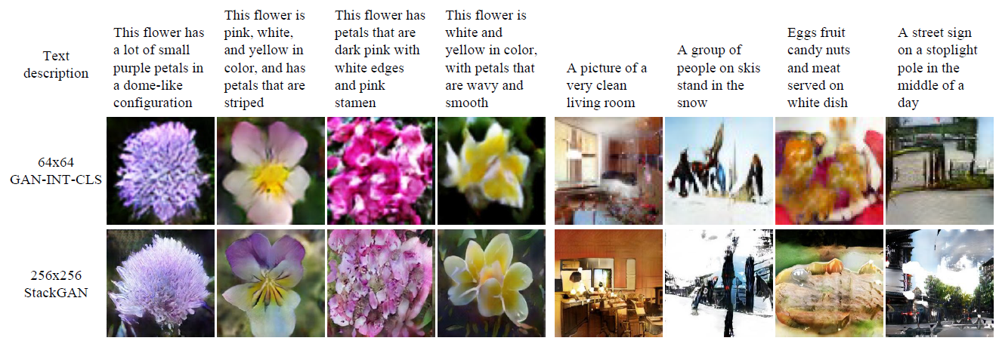 Text
description
This flower has
a lot of small
purple petals in
a dome-like
configuration
This flower is
pink, white,
and yellow in
color, and has
petals that are
striped
This flower has
petals that are
dark pink with
white edges
and pink
stamen
This flower is
white and
yellow in color,
with petals that
are wavy and
smooth
A picture of a
very clean
living room
A group of
people on skis
stand in the
snow
Eggs fruit
candy nuts
and meat
served on
white dish
A street sign
on a stoplight
pole in the
middle of a
day
64x64
GAN-INT-CLS
256x256
StackGAN